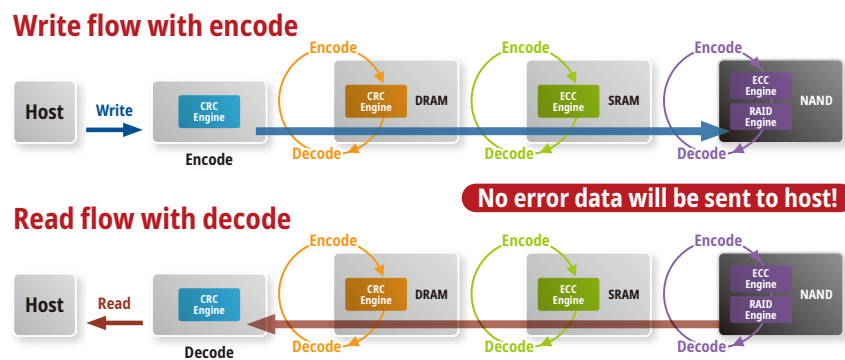 Write flow with encode
Encode Encode Encode
Host
Write
CRC
Engine
Encode
CRC
Engine
DRAM
ECC
Engine
SRAM
ECC
Engine
RAID
Engine
NAND
Decode Decode Decode
No error data will be sent to host!
Read flow with decode
Encode Encode Encode
Host
Read
CRC
Engine
Decode
CRC
Engine
DRAM
ECC
Engine
SRAM
ECC
Engine
RAID
Engine
NAND
Decode Decode Decode